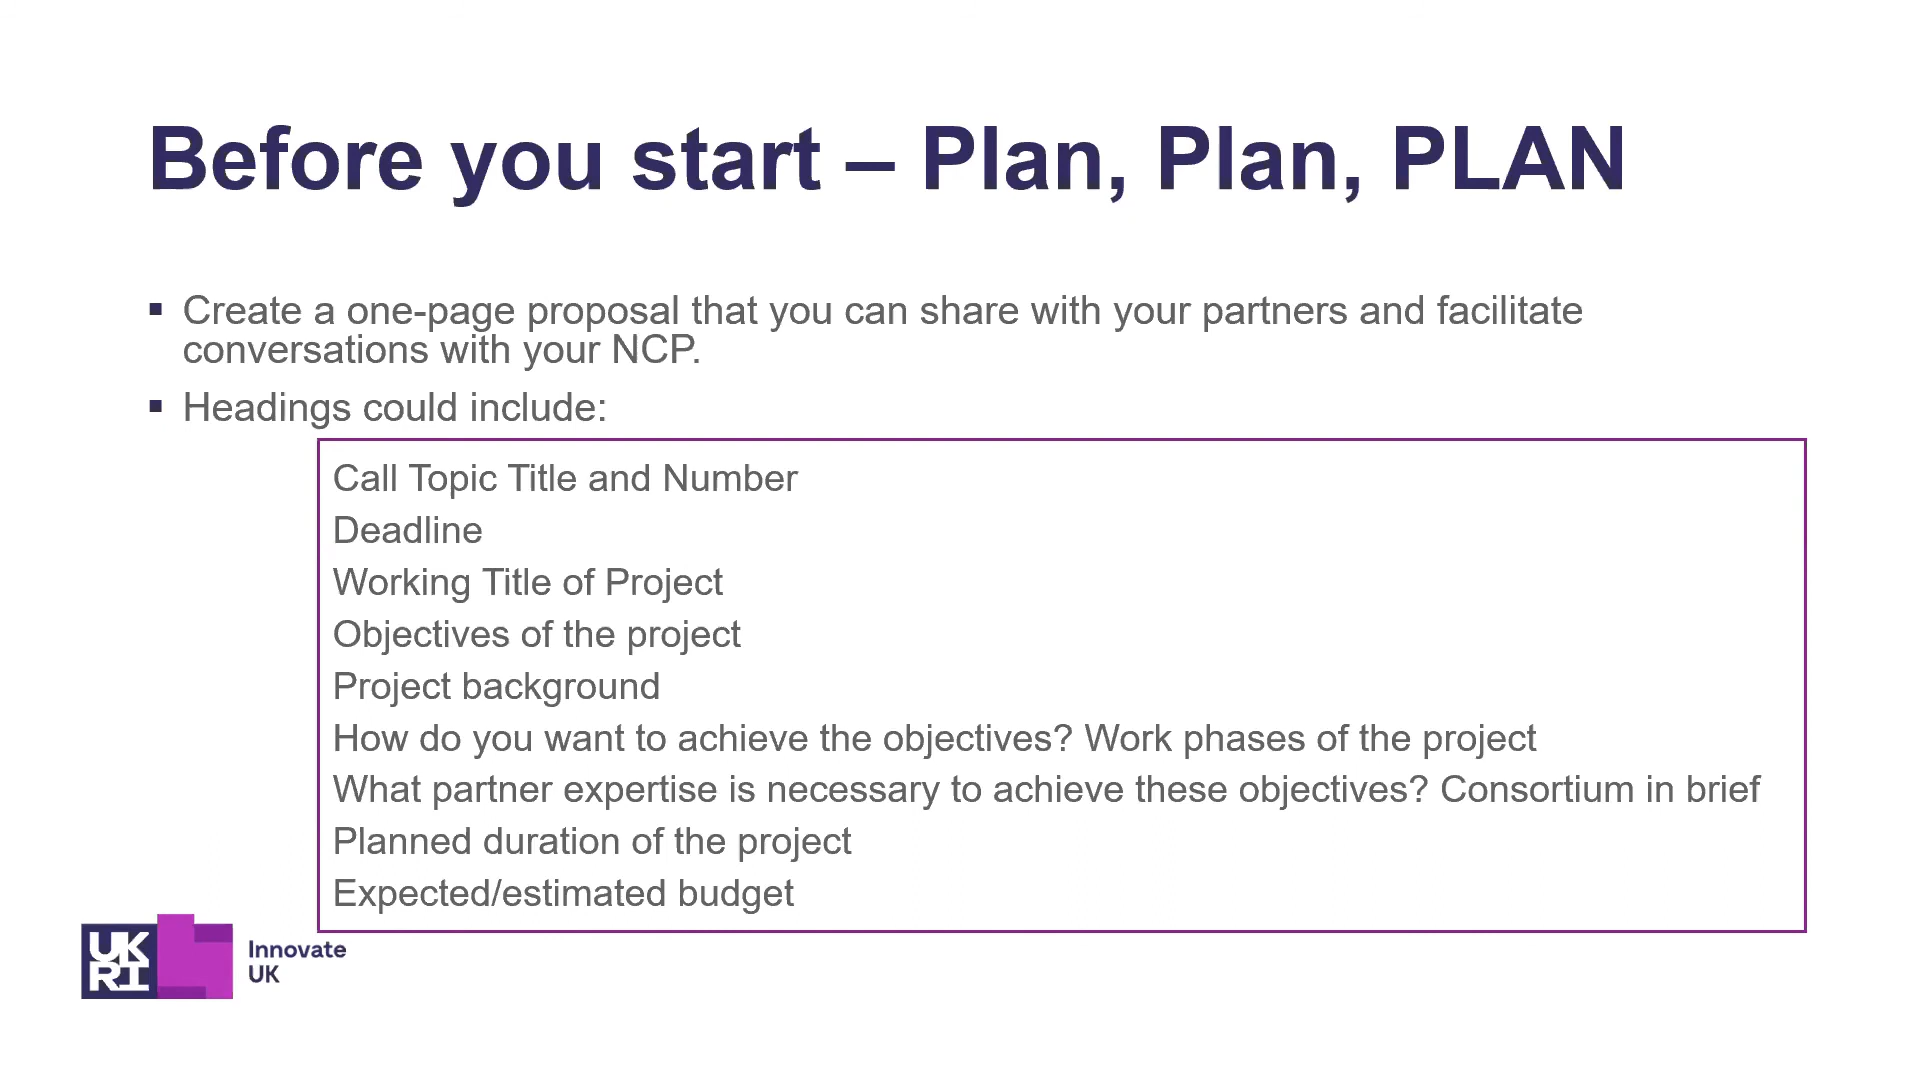 Before you start – Plan, Plan, PLAN
▪ Create a one-page proposal that you can share with your partners and facilitate
conversations with your NCP.
▪ Headings could include:
Call Topic Title and Number
Deadline
Working Title of Project
Objectives of the project
Project background
How do you want to achieve the objectives? Work phases of the project
What partner expertise is necessary to achieve these objectives? Consortium in brief
Planned duration of the project
Expected/estimated budget
UK
RI
Innovate
UK